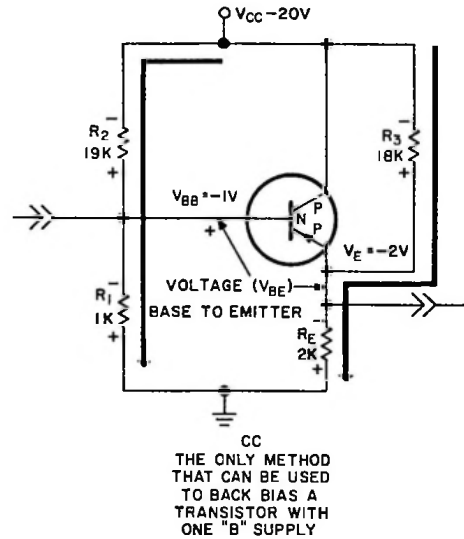 VCC -20V
R2
19K
R3
18K
VBB = -1V
P
N
P
VE = -2V
VOLTAGE (VBE)
BASE TO EMITTER
R1
1K
RE
2K
CC
THE ONLY METHOD
THAT CAN BE USED
TO BACK BIAS A
TRANSISTOR WITH
ONE "B" SUPPLY